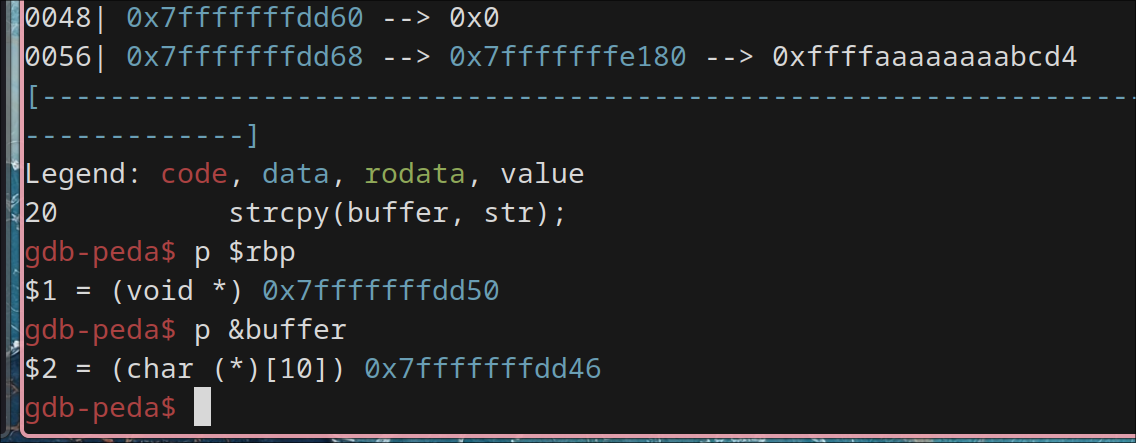 0048| 0x7fffffffdd60 --> 0x0
0056| 0x7fffffffdd68 --> 0x7fffffffe180 --> 0xffffaaaaaaaabcd4
[-----------------------------------------------------------------
-------------]
Legend: code, data, rodata, value
20          strcpy(buffer, str);
gdb-peda$ p $rbp
$1 = (void *) 0x7fffffffdd50
gdb-peda$ p &buffer
$2 = (char (*)[10]) 0x7fffffffdd46
gdb-peda$